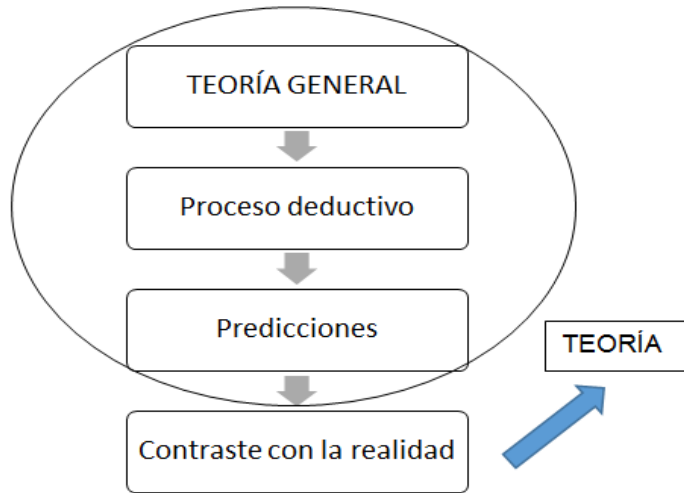 TEORÍA GENERAL
Proceso deductivo
Predicciones
TEORÍA
Contraste con la realidad